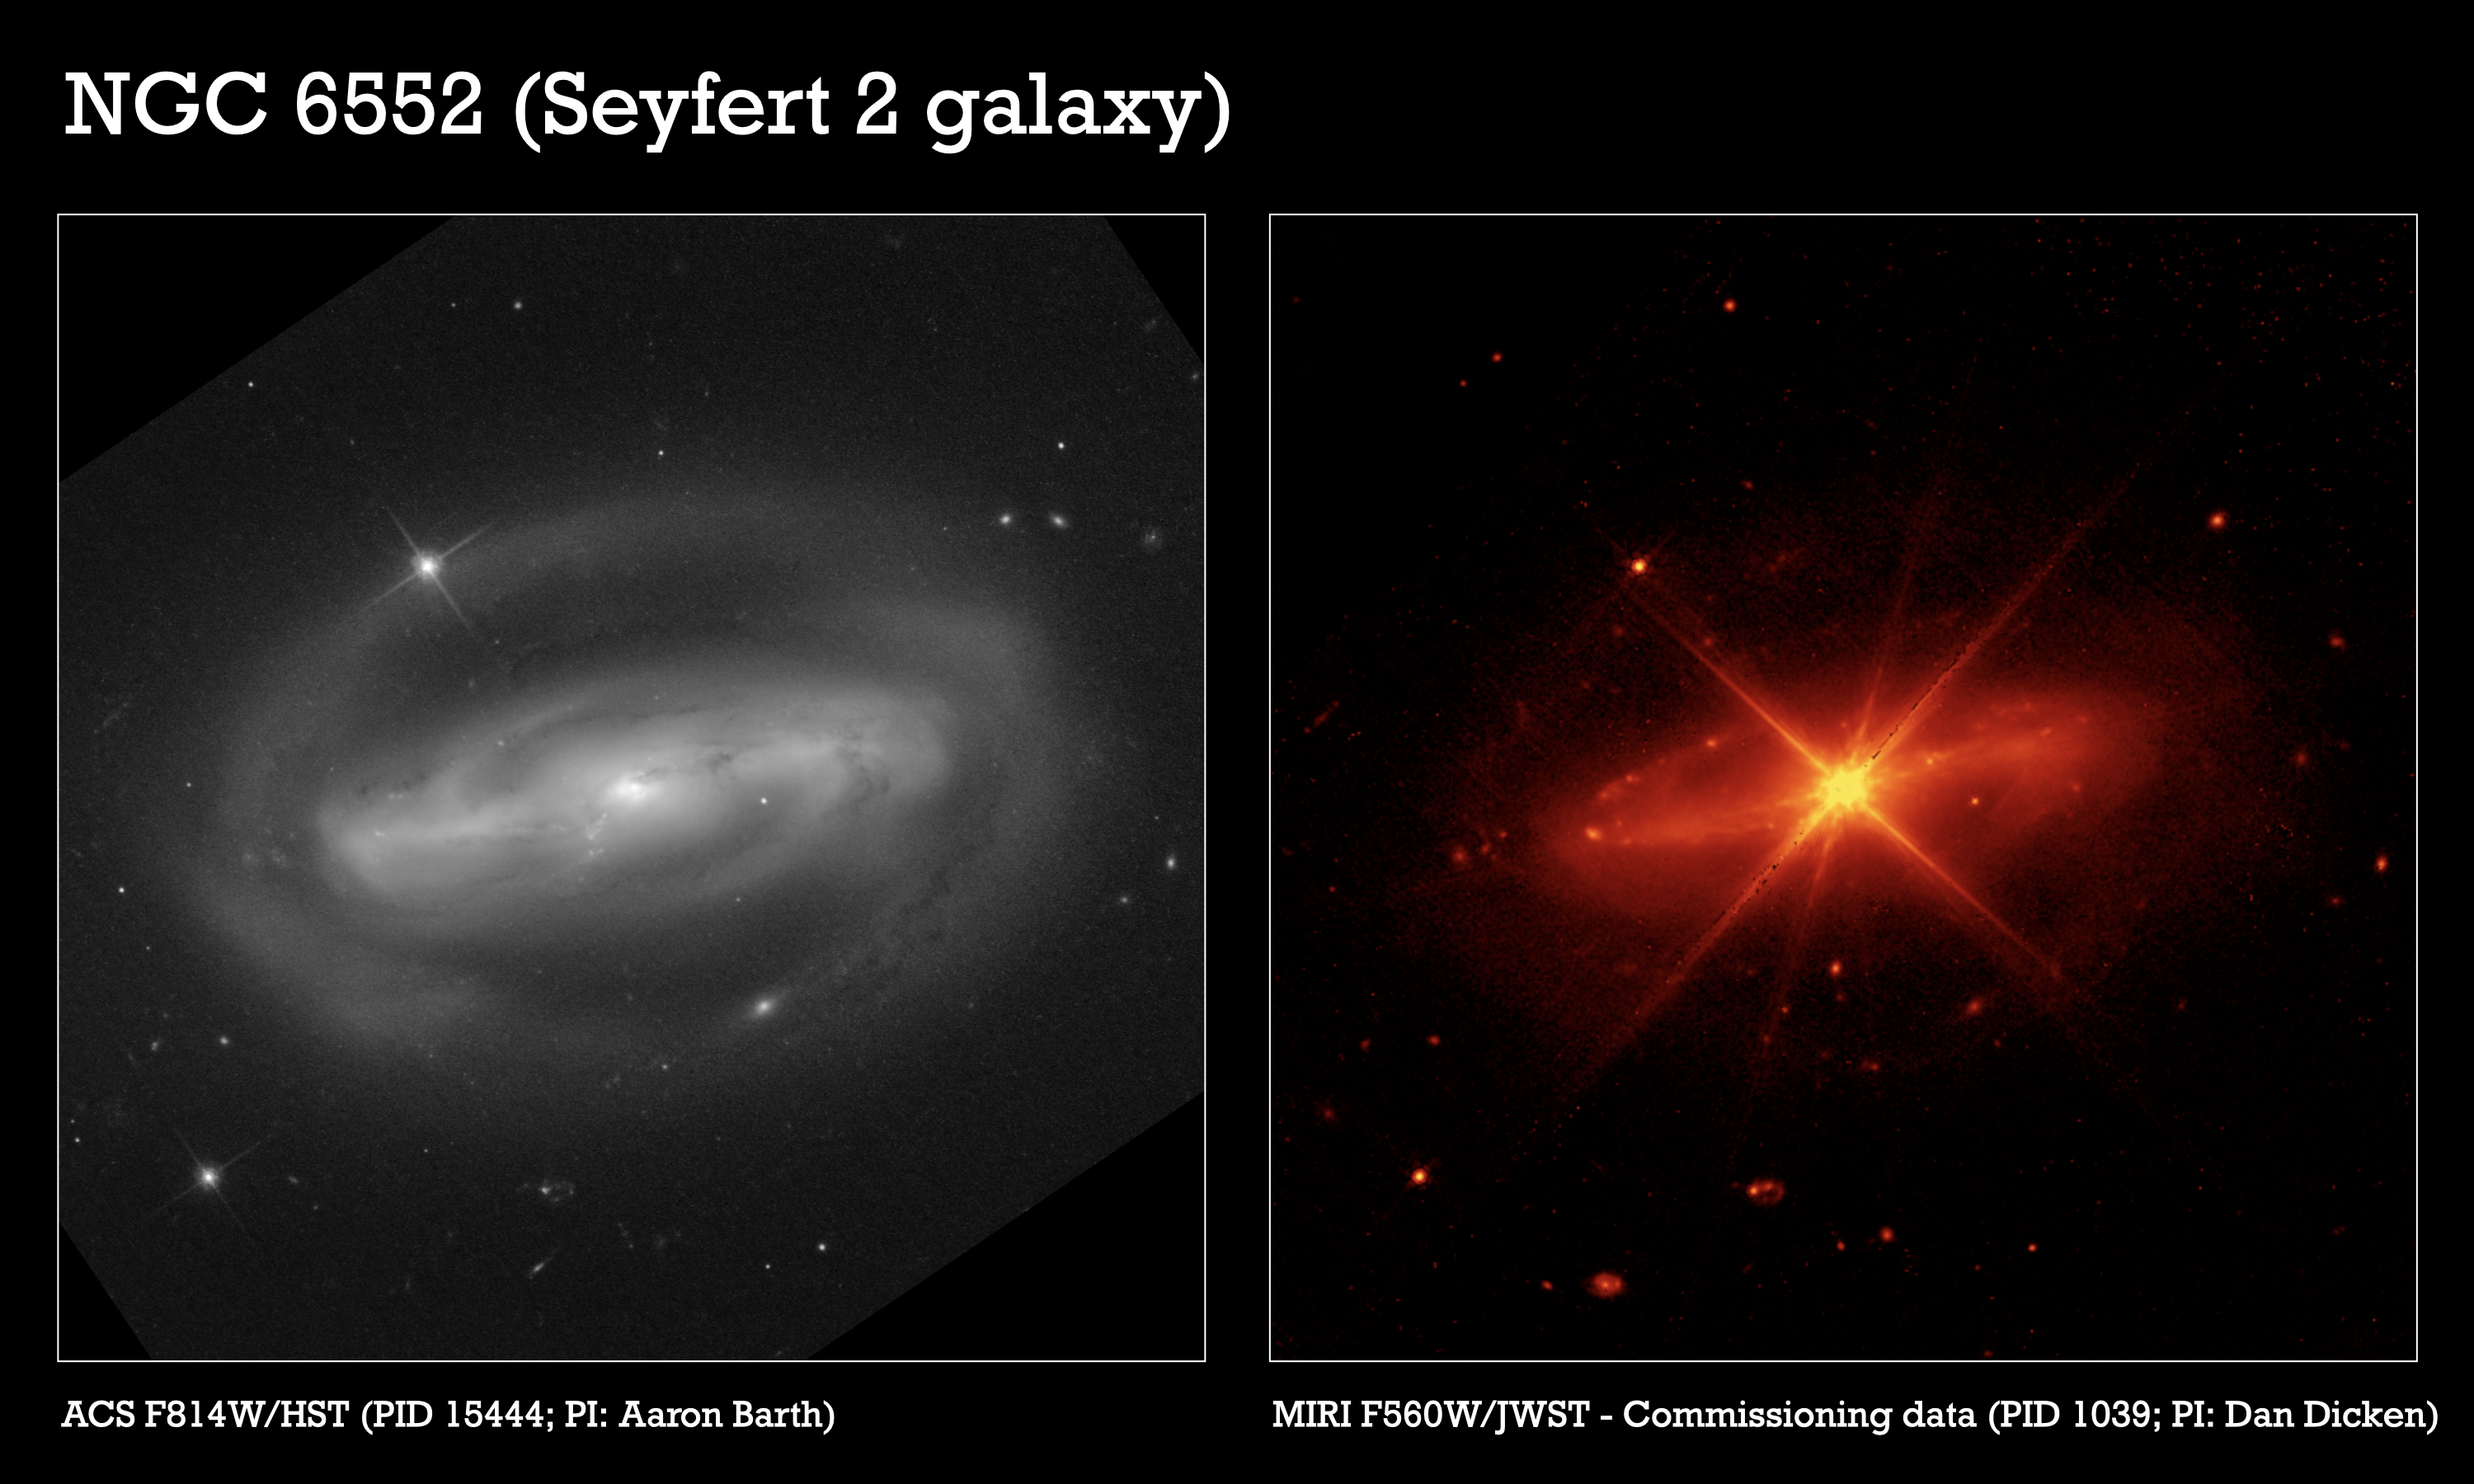 NGC 6552 (Seyfert 2 galaxy)
ACS F814W/HST (PID 15444; PI: Aaron Barth)
MIRI F560W/JWST - Commissioning data (PID 1039; PI: Dan Dicken)